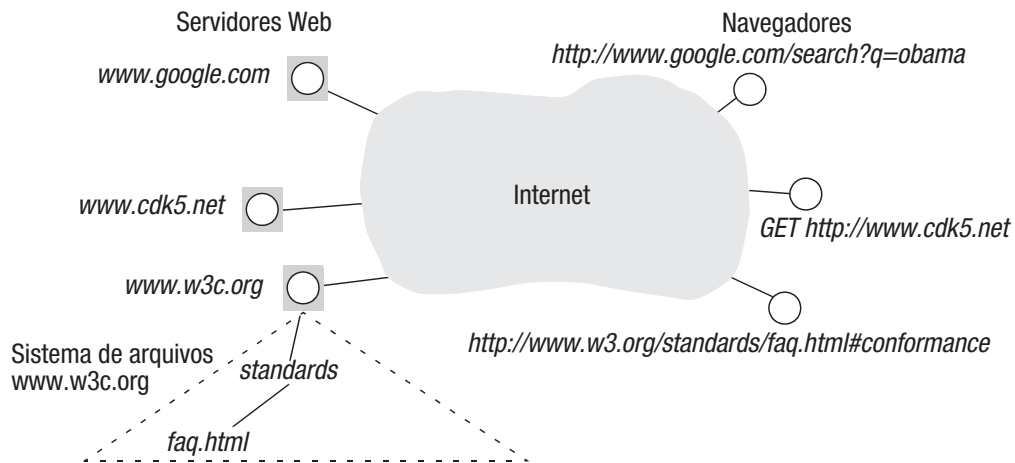 Servidores Web
Navegadores
www.google.com
http://www.google.com/search?q=obama
www.cdk5.net
Internet
GET http://www.cdk5.net
www.w3c.org
http://www.w3.org/standards/faq.html#conformance
Sistema de arquivos
www.w3c.org
standards
faq.html